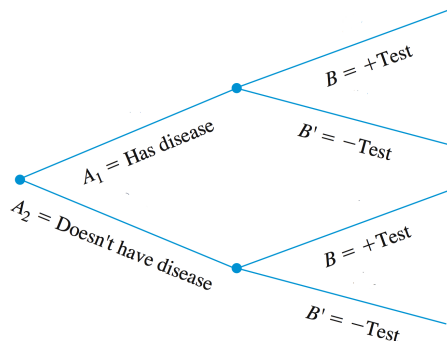 B = +Test
A₁ = Has disease
B' = −Test
A₂ = Doesn't have disease
B = +Test
B' = −Test